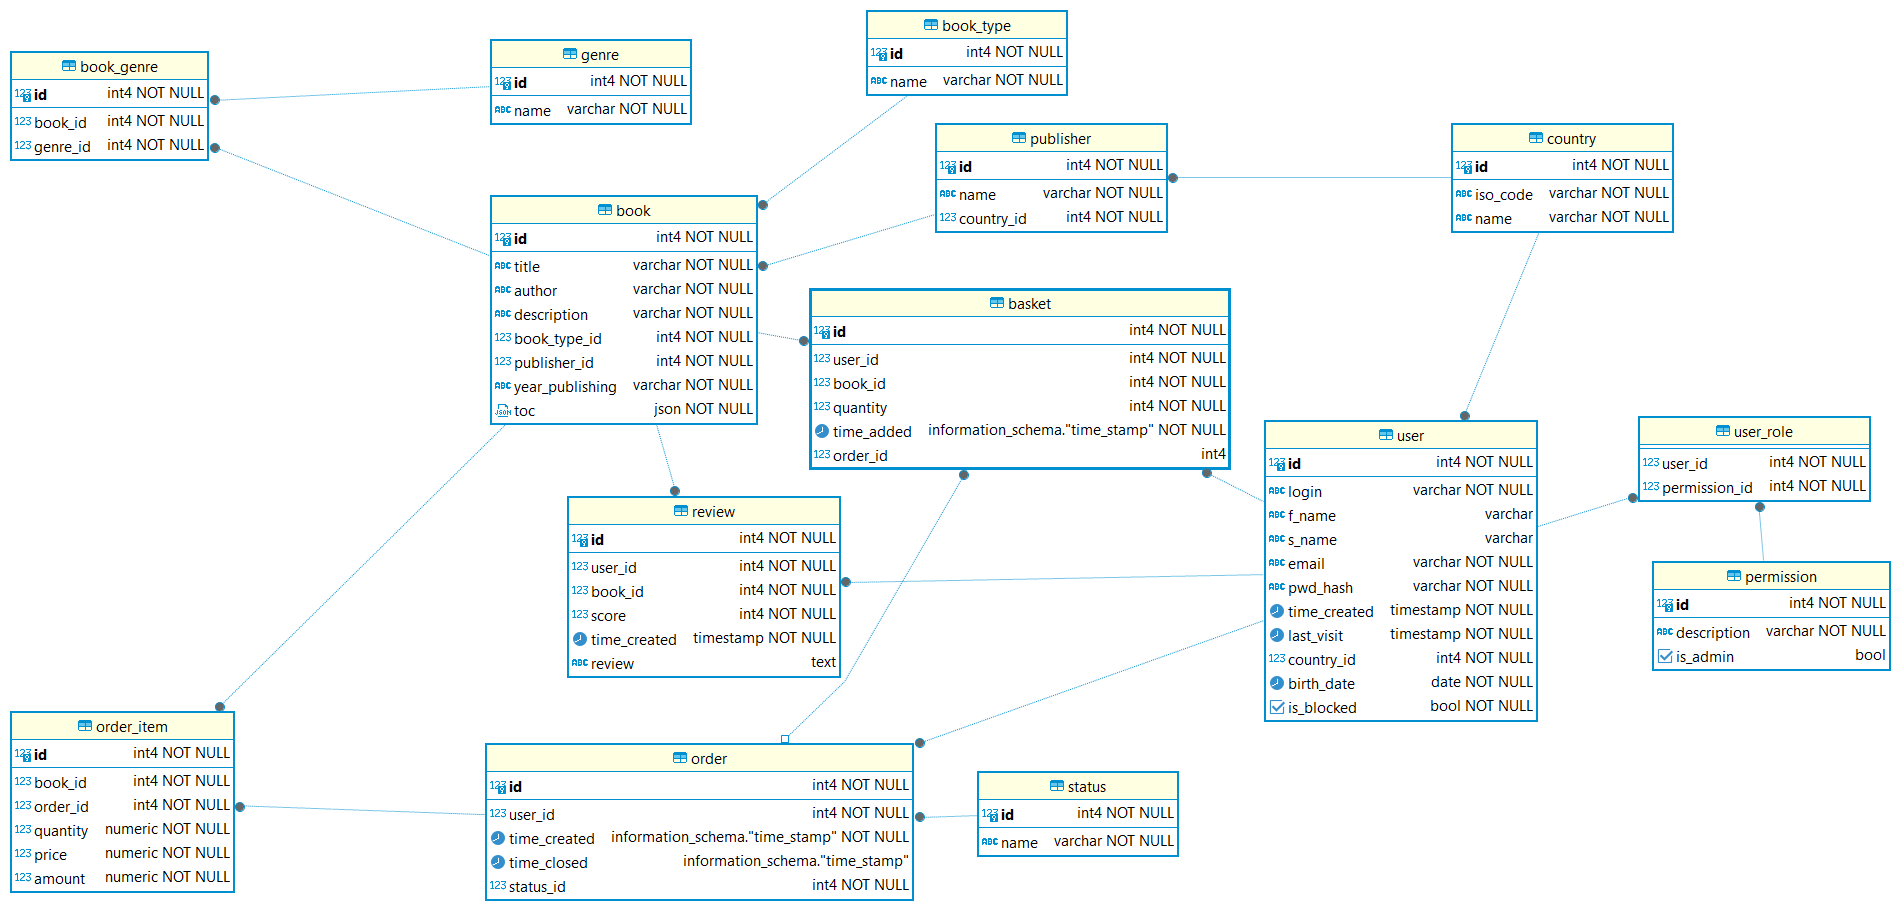 book_genre
id int4 NOT NULL
book_id int4 NOT NULL
genre_id int4 NOT NULL
genre
id int4 NOT NULL
name varchar NOT NULL
book_type
id int4 NOT NULL
name varchar NOT NULL
publisher
id int4 NOT NULL
name varchar NOT NULL
country_id int4 NOT NULL
country
id int4 NOT NULL
iso_code varchar NOT NULL
name varchar NOT NULL
book
id int4 NOT NULL
title varchar NOT NULL
author varchar NOT NULL
description varchar NOT NULL
book_type_id int4 NOT NULL
publisher_id int4 NOT NULL
year_publishing varchar NOT NULL
toc json NOT NULL
basket
id int4 NOT NULL
user_id int4 NOT NULL
book_id int4 NOT NULL
quantity int4 NOT NULL
time_added information_schema."time_stamp" NOT NULL
order_id int4
user
id int4 NOT NULL
login varchar NOT NULL
f_name varchar
s_name varchar
email varchar NOT NULL
pwd_hash varchar NOT NULL
time_created timestamp NOT NULL
last_visit timestamp NOT NULL
country_id int4 NOT NULL
birth_date date NOT NULL
is_blocked bool NOT NULL
user_role
user_id int4 NOT NULL
permission_id int4 NOT NULL
permission
id int4 NOT NULL
description varchar NOT NULL
is_admin bool
review
id int4 NOT NULL
user_id int4 NOT NULL
book_id int4 NOT NULL
score int4 NOT NULL
time_created timestamp NOT NULL
review text
order_item
id int4 NOT NULL
book_id int4 NOT NULL
order_id int4 NOT NULL
quantity numeric NOT NULL
price numeric NOT NULL
amount numeric NOT NULL
order
id int4 NOT NULL
user_id int4 NOT NULL
time_created information_schema."time_stamp" NOT NULL
time_closed information_schema."time_stamp"
status_id int4 NOT NULL
status
id int4 NOT NULL
name varchar NOT NULL